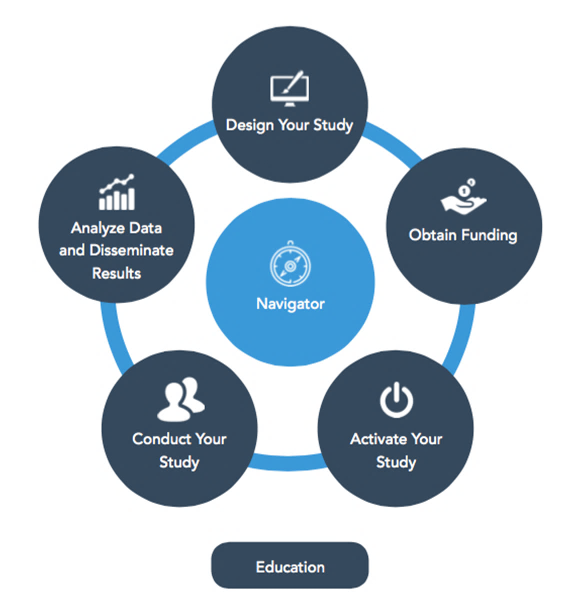 Design Your Study
Obtain Funding
Analyze Data
and Disseminate
Results
Navigator
Conduct Your
Study
Activate Your
Study
Education